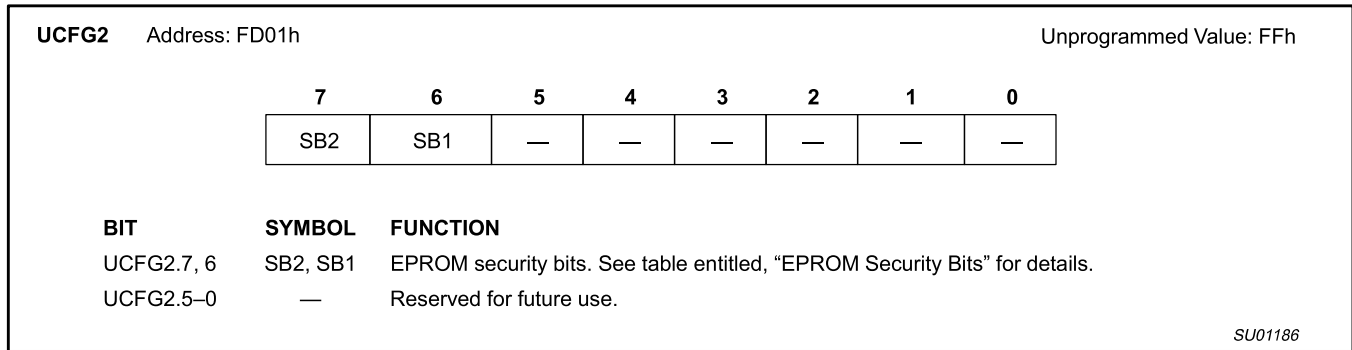 UCFG2 Address: FD01h Unprogrammed Value: FFh
7 6 5 4 3 2 1 0
SB2 SB1 — — — — — —
BIT SYMBOL FUNCTION
UCFG2.7, 6 SB2, SB1 EPROM security bits. See table entitled, “EPROM Security Bits” for details.
UCFG2.5–0 — Reserved for future use.
SU01186